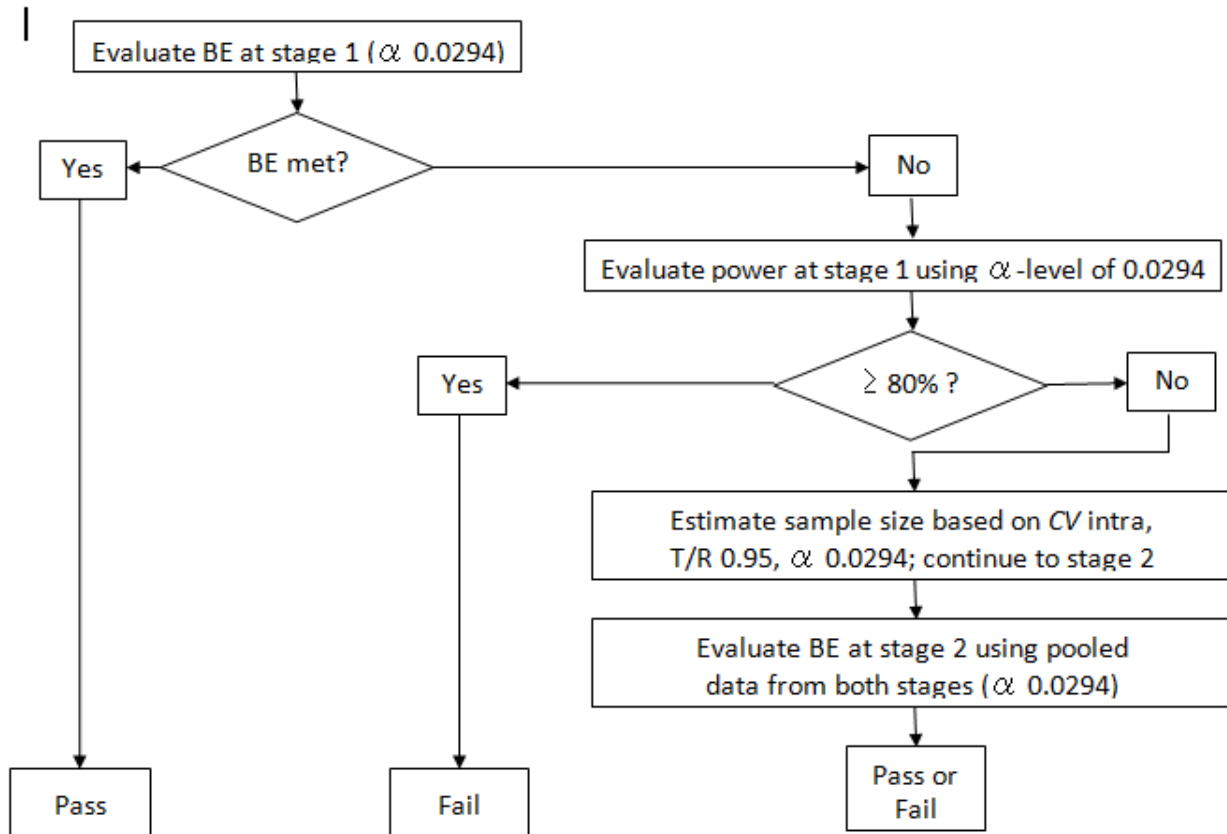 Evaluate BE at stage 1 (α 0.0294)
BE met?
Yes
No
Evaluate power at stage 1 using α-level of 0.0294
≥ 80% ?
Yes
No
Estimate sample size based on CV intra,
T/R 0.95, α 0.0294; continue to stage 2
Evaluate BE at stage 2 using pooled
data from both stages (α 0.0294)
Pass
Fail
Pass or
Fail